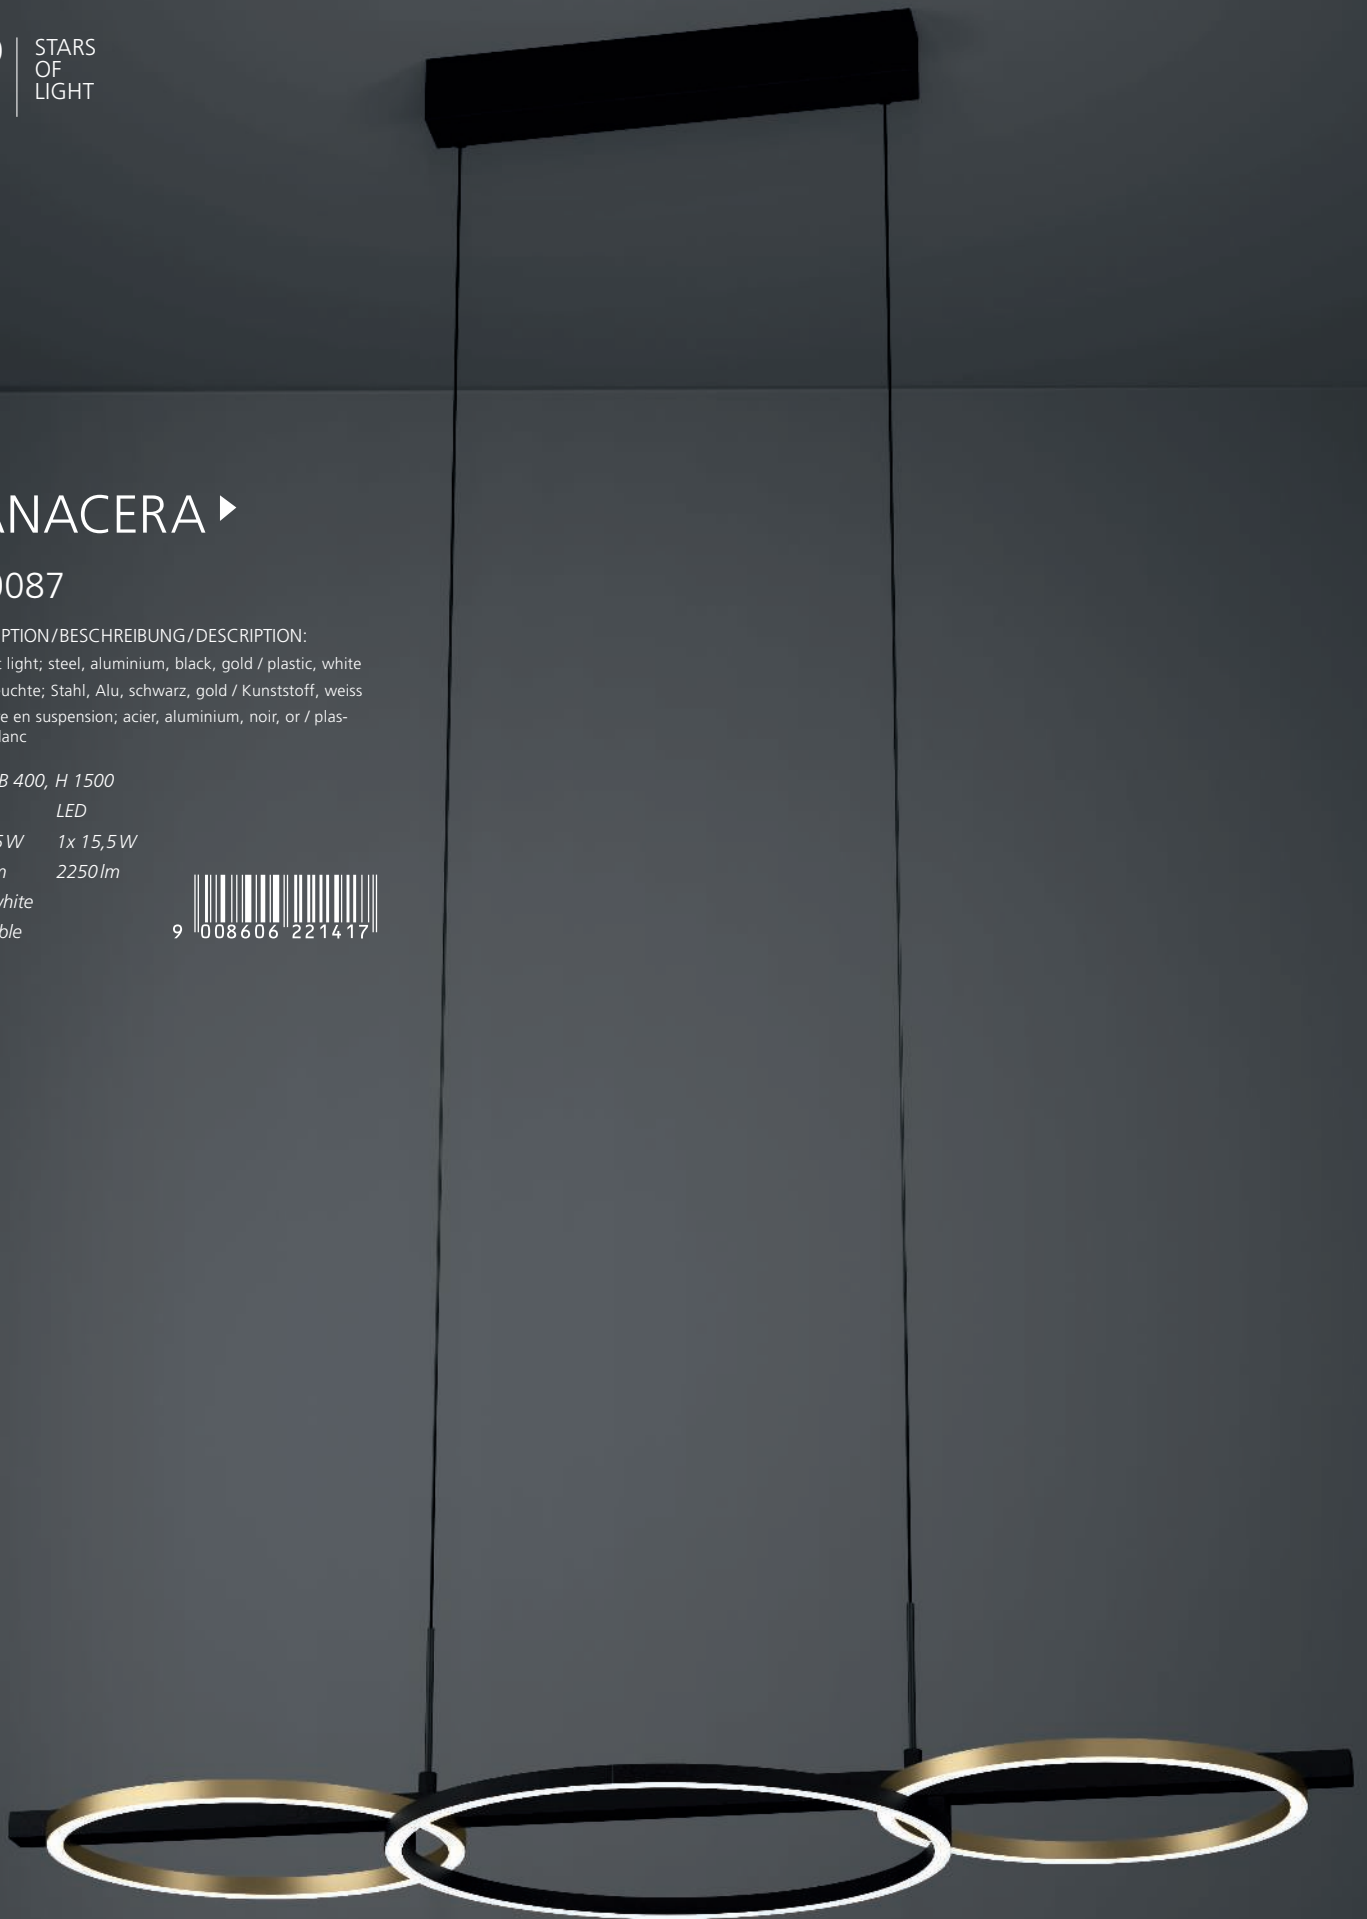 STARS
OF
LIGHT
ANACERA
0087
PTION/BESCHREIBUNG/DESCRIPTION:
light; steel, aluminium, black, gold / plastic, white
uchte; Stahl, Alu, schwarz, gold / Kunststoff, weiss
e en suspension; acier, aluminium, noir, or / plas-
lanc
B 400, H 1500
LED
5W 1x 15,5W
m 2250lm
white
ble
9 008606 221417